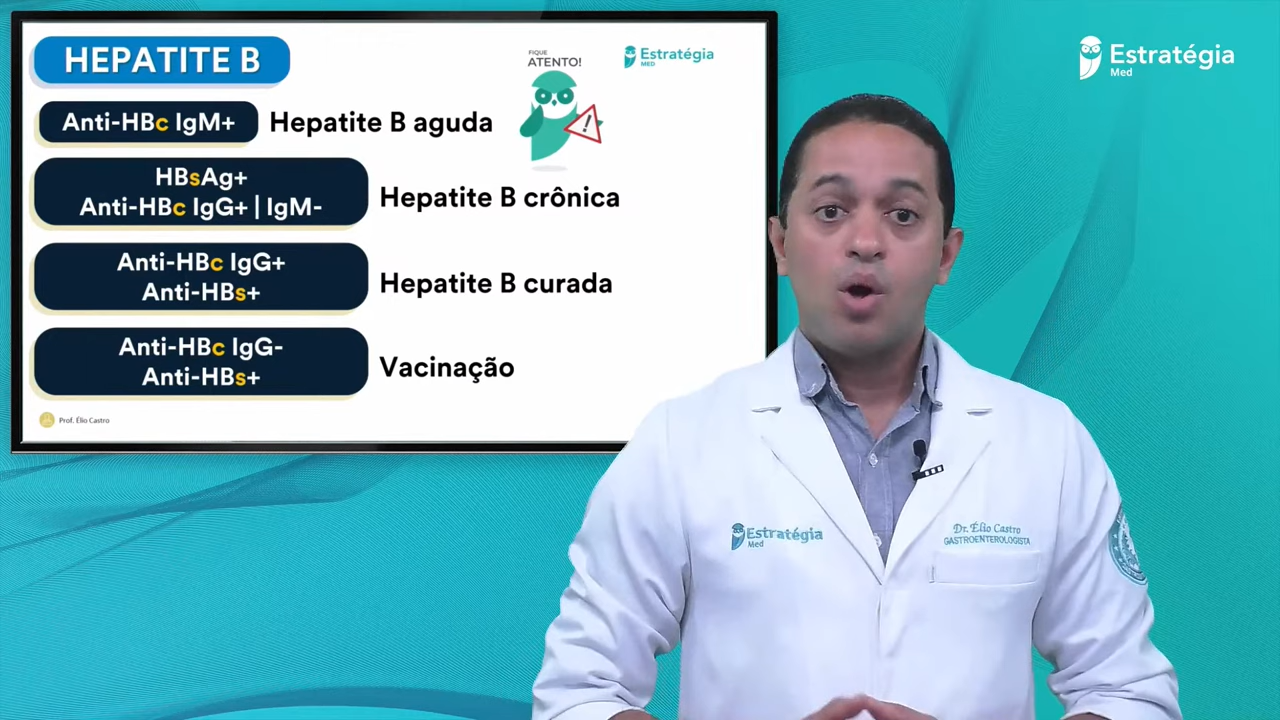 HEPATITE B
FIQUE
ATENTO!
Estratégia
MED
Anti-HBc IgM+
Hepatite B aguda
HBsAg+
Anti-HBc IgG+ | IgM-
Hepatite B crônica
Anti-HBc IgG+
Anti-HBs+
Hepatite B curada
Anti-HBc IgG-
Anti-HBs+
Vacinação
Prof. Élio Castro
Estratégia
Med
Estratégia
Med
Dr. Élio Castro
GASTROENTEROLOGISTA